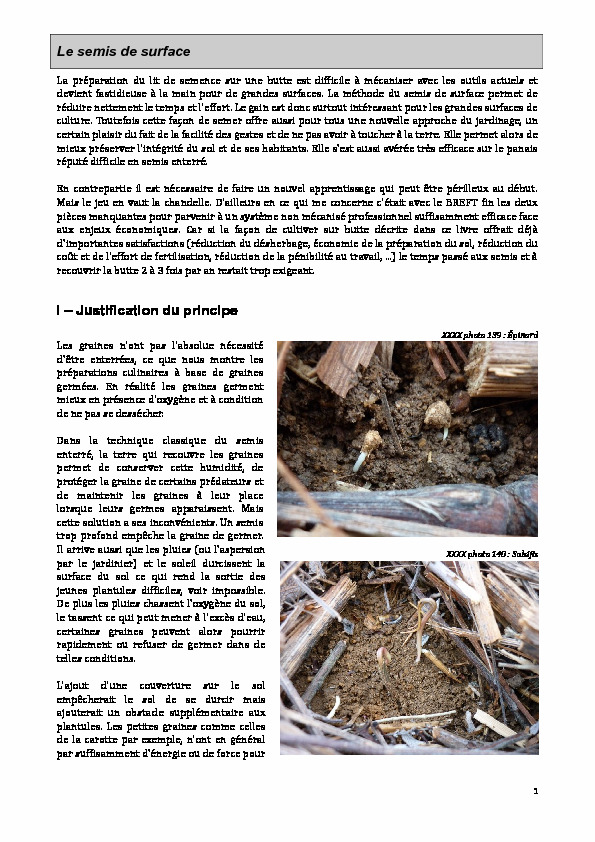 Le semis de surface
La préparation du lit de semence sur une butte est difficile à mécaniser avec les outils actuels et
devient fastidieuse à la main pour de grandes surfaces. La méthode du semis de surface permet de
réduire nettement le temps et l'effort. Le gain est donc surtout intéressant pour les grandes surfaces de
culture. Toutefois cette façon de semer offre aussi pour tous une nouvelle approche du jardinage, un
certain plaisir du fait de la facilité des gestes et de ne pas avoir à toucher à la terre. Elle permet alors de
mieux préserver l'intégrité du sol et de ses habitants. Elle s'est aussi avérée très efficace sur le panais
réputé difficile en semis enterré.
En contrepartie il est nécessaire de faire un nouvel apprentissage qui peut être périlleux au début.
Mais le jeu en vaut la chandelle. D'ailleurs en ce qui me concerne c'était avec le BREFT fin les deux
pièces manquantes pour parvenir à un système non mécanisé professionnel suffisamment efficace face
aux enjeux économiques. Car si la façon de cultiver sur butte décrite dans ce livre offrait déjà
d'importantes satisfactions (réduction du désherbage, économie de la préparation du sol, réduction du
coût et de l'effort de fertilisation, réduction de la pénibilité au travail, ...) le temps passé aux semis et à
recouvrir la butte 2 à 3 fois par an restait trop exigeant.
I – Justification du principe
XXXX photo 139 : Épinard
Les graines n'ont pas l'absolue nécessité
d'être enterrées, ce que nous montre les
préparations culinaires à base de graines
germées. En réalité les graines germent
mieux en présence d'oxygène et à condition
de ne pas se dessécher.
Dans la technique classique du semis
enterré, la terre qui recouvre les graines
permet de conserver cette humidité, de
protéger la graine de certains prédateurs et
de maintenir les graines à leur place
lorsque leurs germes apparaissent. Mais
cette solution a ses inconvénients. Un semis
trop profond empêche la graine de germer.
Il arrive aussi que les pluies (ou l'aspersion
par le jardinier) et le soleil durcissent la
surface du sol ce qui rend la sortie des
jeunes plantules difficiles, voir impossible.
De plus les pluies chassent l'oxygène du sol,
le tassent ce qui peut mener à l'excès d'eau,
certaines graines peuvent alors pourrir
rapidement ou refuser de germer dans de
telles conditions.
XXXX photo 140 : Salsifis
L'ajout d'une couverture sur le sol
empêcherait le sol de se durcir mais
ajouterait un obstacle supplémentaire aux
plantules. Les petites graines comme celles
de la carotte par exemple, n'ont en général
par suffisamment d'énergie ou de force pour
1